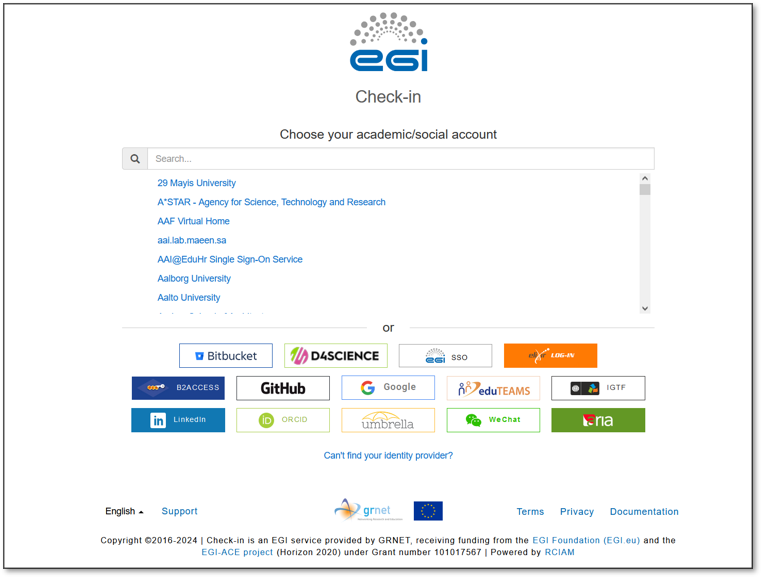 egi
Check-in
Choose your academic/social account
Search...
29 Mayis University
A*STAR - Agency for Science, Technology and Research
AAF Virtual Home
aai.lab.maeen.sa
AAI@EduHr Single Sign-On Service
Aalborg University
Aalto University
or
Bitbucket D4SCIENCE egi SSO LOG-IN
B2ACCESS GitHub Google eduTEAMS IGTF
LinkedIn ORCID umbrella WeChat aria
Can't find your identity provider?
English Support grnet Terms Privacy Documentation
Copyright ©2016-2024 | Check-in is an EGI service provided by GRNET, receiving funding from the EGI Foundation (EGI.eu) and the
EGI-ACE project (Horizon 2020) under Grant number 101017567 | Powered by RCIAM